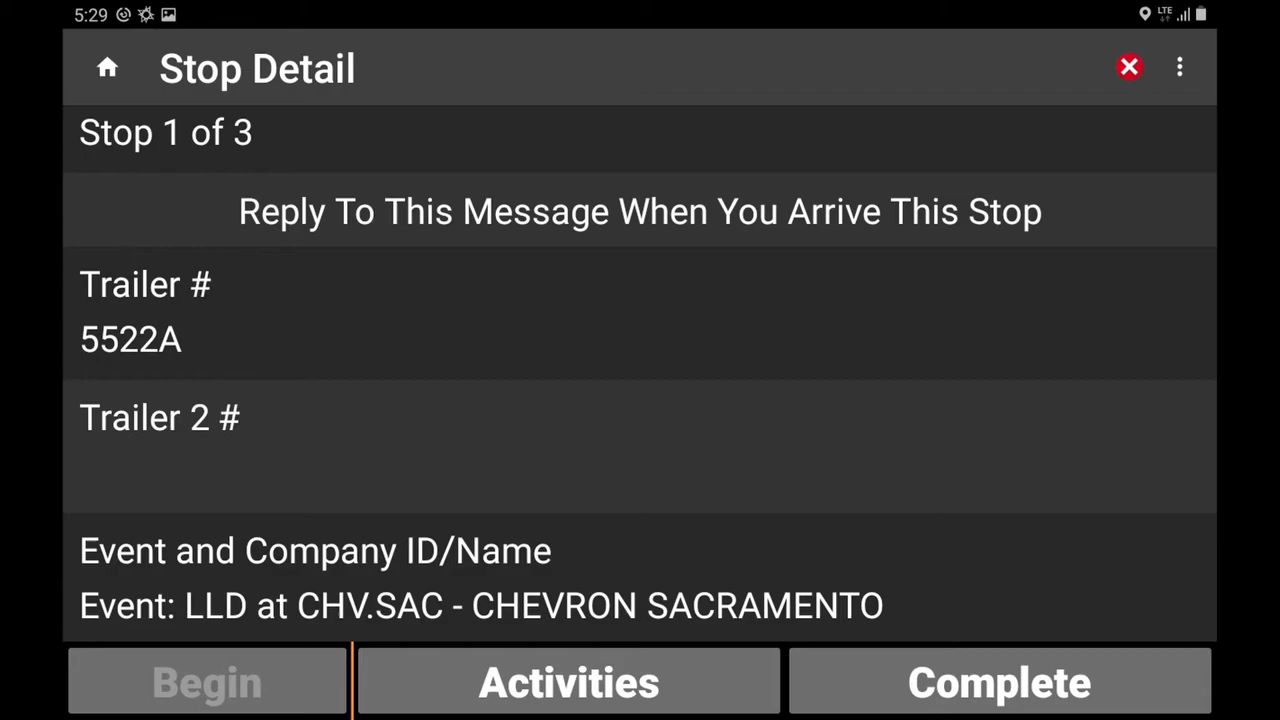 5:29
LTE
Stop Detail
Stop 1 of 3
Reply To This Message When You Arrive This Stop
Trailer #
5522A
Trailer 2 #
Event and Company ID/Name
Event: LLD at CHV.SAC - CHEVRON SACRAMENTO
Begin
Activities
Complete